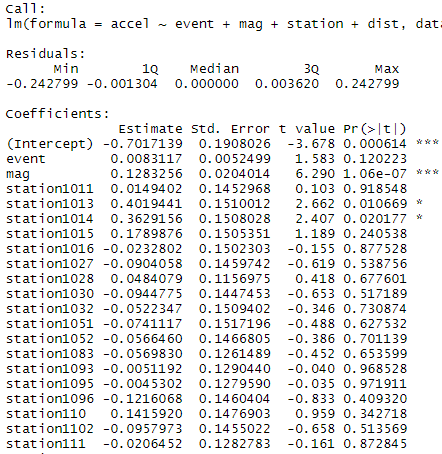 Call:
lm(formula = accel ~ event + mag + station + dist, dat
Residuals:
Min 1Q Median 3Q Max
-0.242799 -0.001304 0.000000 0.003620 0.242799
Coefficients:
Estimate Std. Error t value Pr(>|t|)
(Intercept) -0.7017139 0.1908026 -3.678 0.000614 ***
event 0.0083117 0.0052499 1.583 0.120223
mag 0.1283256 0.0204014 6.290 1.06e-07 ***
station1011 0.0149402 0.1452968 0.103 0.918548
station1013 0.4019441 0.1510012 2.662 0.010669 *
station1014 0.3629156 0.1508028 2.407 0.020177 *
station1015 0.1789876 0.1505351 1.189 0.240538
station1016 -0.0232802 0.1502303 -0.155 0.877528
station1027 -0.0904058 0.1459742 -0.619 0.538756
station1028 0.0484079 0.1156975 0.418 0.677601
station1030 -0.0944775 0.1447453 -0.653 0.517189
station1032 -0.0522347 0.1509402 -0.346 0.730874
station1051 -0.0741117 0.1517196 -0.488 0.627532
station1052 -0.0566460 0.1466805 -0.386 0.701139
station1083 -0.0569830 0.1261489 -0.452 0.653599
station1093 -0.0051192 0.1290440 -0.040 0.968528
station1095 -0.0045302 0.1279590 -0.035 0.971911
station1096 -0.1216068 0.1460404 -0.833 0.409320
station110 0.1415920 0.1476903 0.959 0.342718
station1102 -0.0957973 0.1455022 -0.658 0.513569
station111 -0.0206452 0.1282783 -0.161 0.872845